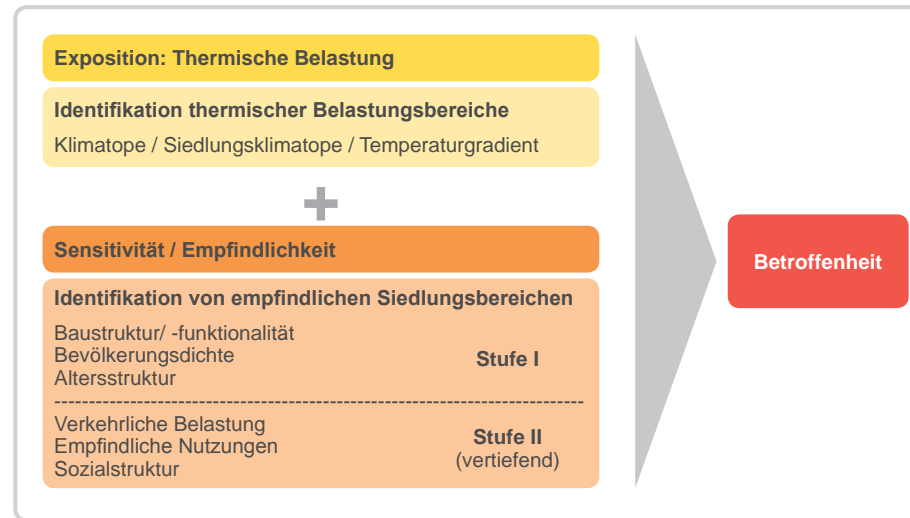 Exposition: Thermische Belastung
Identifikation thermischer Belastungsbereiche
Klimatope / Siedlungsklimatope / Temperaturgradient
+
Sensitivität / Empfindlichkeit
Identifikation von empfindlichen Siedlungsbereichen
Baustruktur/ -funktionalität
Bevölkerungsdichte
Altersstruktur
Stufe I
Verkehrliche Belastung
Empfindliche Nutzungen
Sozialstruktur
Stufe II
(vertiefend)
Betroffenheit